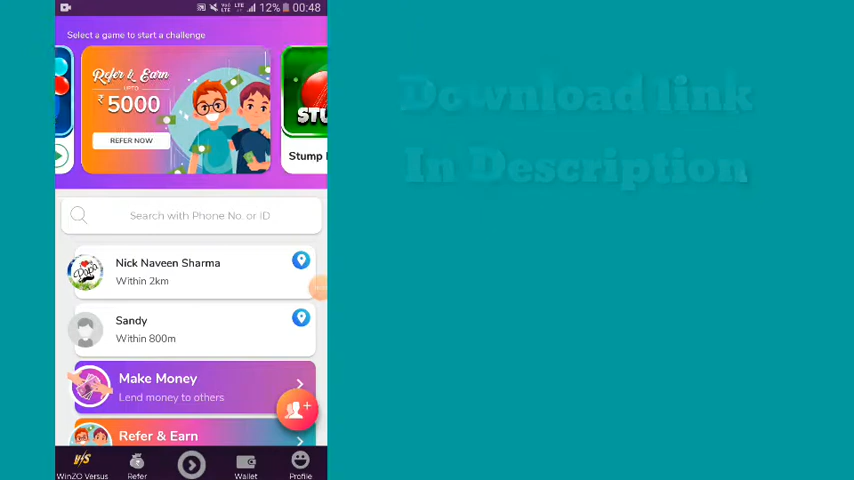 12% 00:48
Select a game to start a challenge
Refer & Earn
UPTO
₹5000
REFER NOW
STU
Stump
Search with Phone No. or ID
Nick Naveen Sharma
Within 2km
Sandy
Within 800m
Make Money
Lend money to others
Refer & Earn
V/S
WinZO Versus
Refer
Wallet
Profile
Download link
In Description